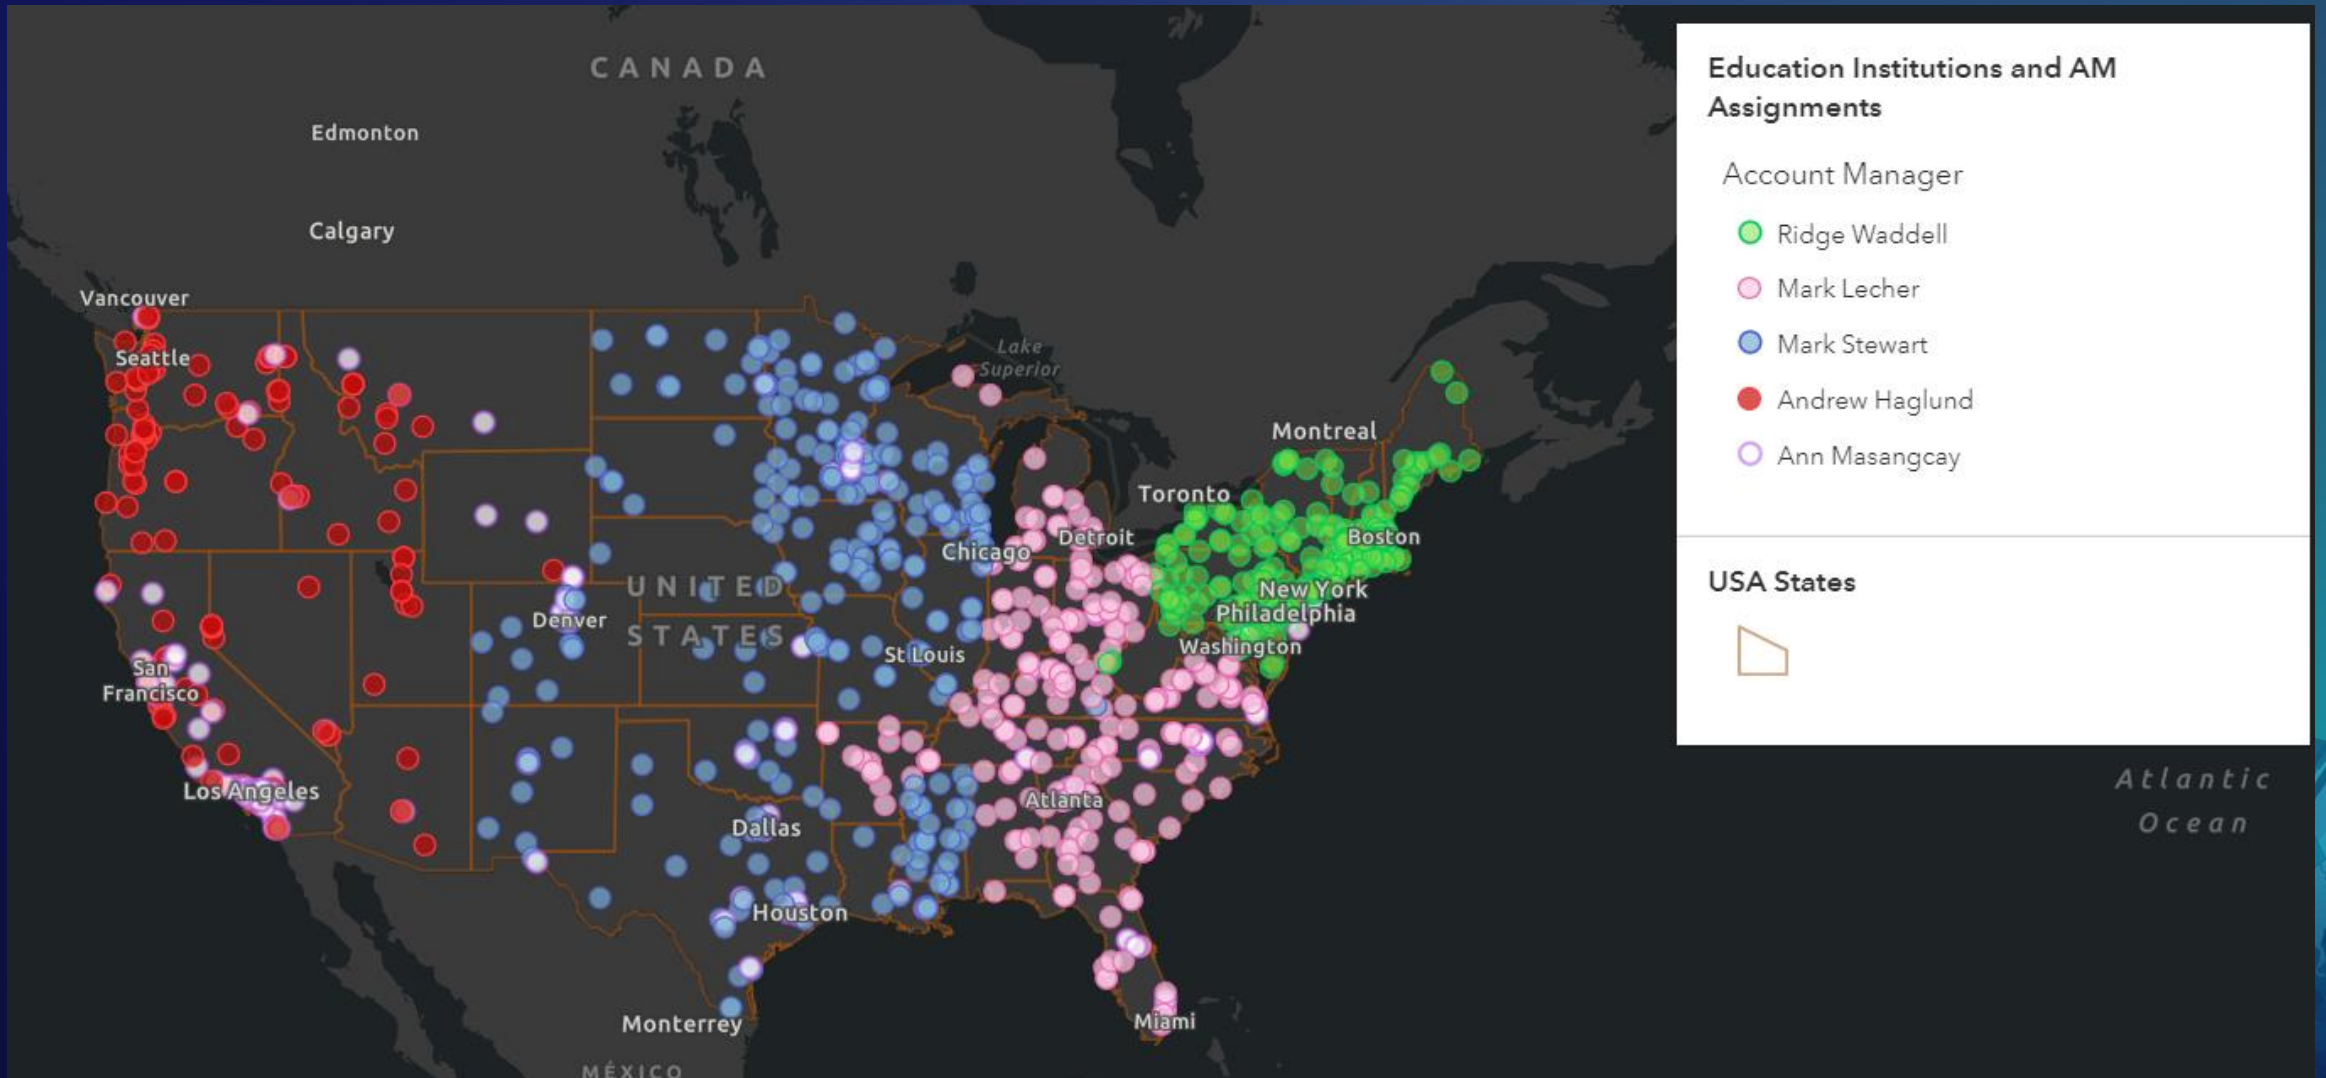 CANADA
Edmonton
Calgary
Vancouver
Seattle
Lake
Superior
Montreal
Toronto
Boston
Detroit
Chicago
UNITED
STATES
New York
Philadelphia
Denver
Washington
St Louis
San
Francisco
Los Angeles
Atlanta
Dallas
Houston
Miami
Monterrey
MÉXICO
Atlantic
Ocean
Education Institutions and AM
Assignments
Account Manager
Ridge Waddell
Mark Lecher
Mark Stewart
Andrew Haglund
Ann Masangcay
USA States